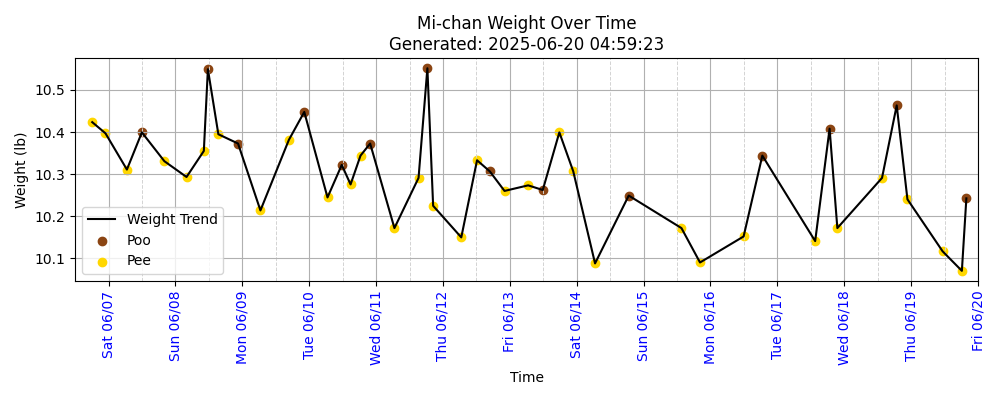 Mi-chan Weight Over Time
Generated: 2025-06-20 04:59:23
Weight (lb)
10.5
10.4
10.3
10.2
10.1
Weight Trend
Poo
Pee
Sat 06/07
Sun 06/08
Mon 06/09
Tue 06/10
Wed 06/11
Thu 06/12
Fri 06/13
Sat 06/14
Sun 06/15
Mon 06/16
Tue 06/17
Wed 06/18
Thu 06/19
Fri 06/20
Time